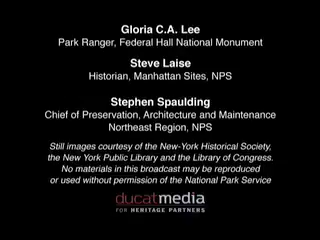 Gloria C.A. Lee
Park Ranger, Federal Hall National Monument
Steve Laise
Historian, Manhattan Sites, NPS
Stephen Spaulding
Chief of Preservation, Architecture and Maintenance
Northeast Region, NPS
Still images courtesy of the New-York Historical Society,
the New York Public Library and the Library of Congress.
No materials in this broadcast may be reproduced
or used without permission of the National Park Service
ducatmedia
FOR HERITAGE PARTNERS